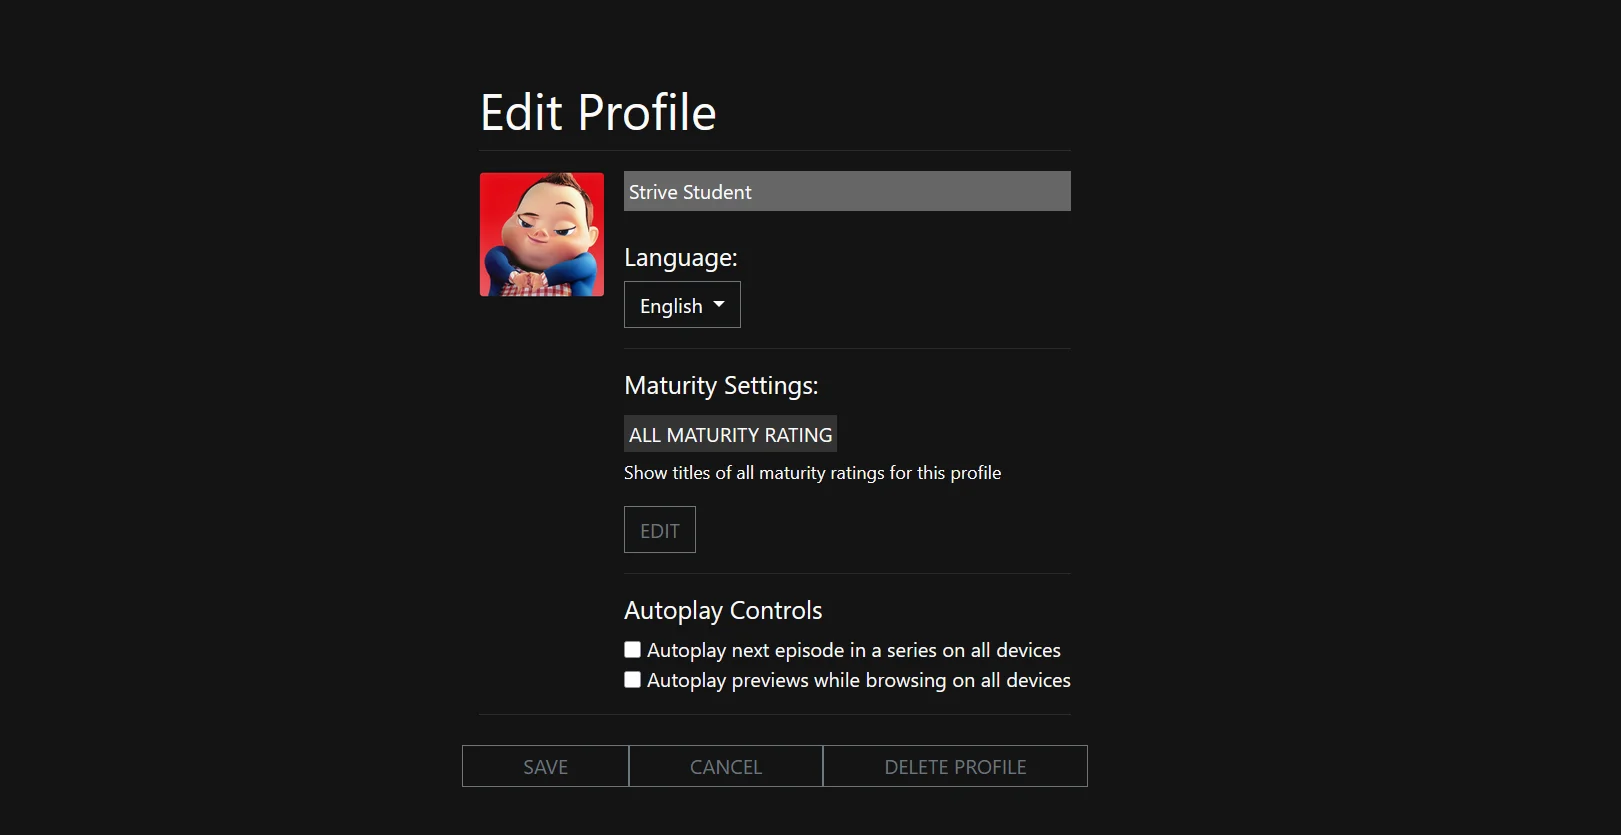 Edit Profile
Strive Student
Language:
English
Maturity Settings:
ALL MATURITY RATING
Show titles of all maturity ratings for this profile
EDIT
Autoplay Controls
Autoplay next episode in a series on all devices
Autoplay previews while browsing on all devices
SAVE CANCEL DELETE PROFILE